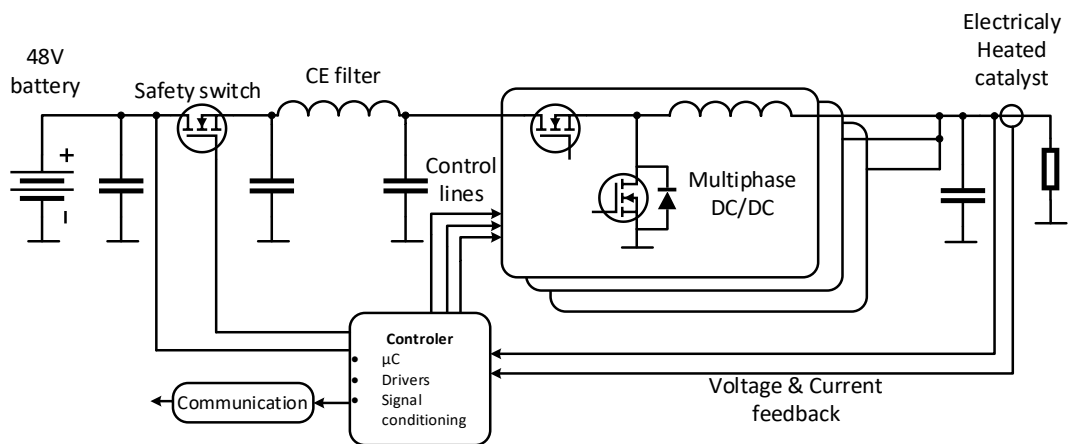 48V
battery
Safety switch
CE filter
Electricaly
Heated
catalyst
+
Control
lines
Multiphase
DC/DC
-
Controler
• µC
• Drivers
• Signal
conditioning
Communication
Voltage & Current
feedback